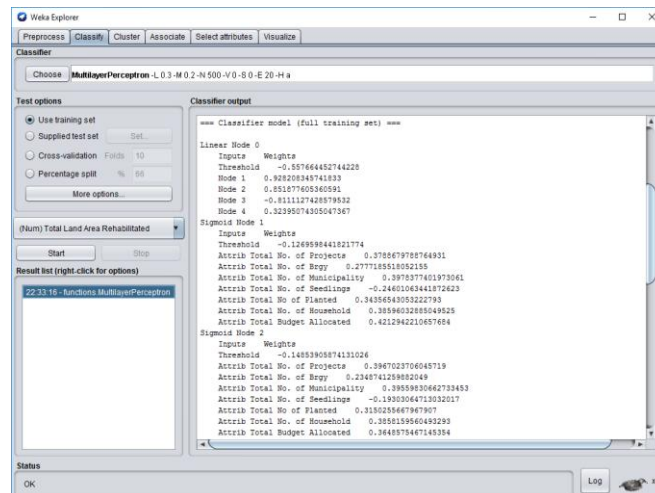 Weka Explorer
Preprocess Classify Cluster Associate Select attributes Visualize
Classifier
Choose MultilayerPerceptron -L 0.3 -M 0.2 -N 500 -V 0 -S 0 -E 20 -H a
Test options
Use training set
Supplied test set Set...
Cross-validation Folds 10
Percentage split % 66
More options...
(Num) Total Land Area Rehabilitated
Start Stop
Result list (right-click for options)
22:33:16 - functions.MultilayerPerceptron
Classifier output
=== Classifier model (full training set) ===
Linear Node 0
Inputs Weights
Threshold -0.557664452744228
Node 1 0.928208345741833
Node 2 0.851877605360591
Node 3 -0.8111127428579532
Node 4 0.32395074305047367
Sigmoid Node 1
Inputs Weights
Threshold -0.1269598441821774
Attrib Total No. of Projects 0.3788679788764931
Attrib Total No. of Brgy 0.2777185518052155
Attrib Total No. of Municipality 0.3978377401973061
Attrib Total No. of Seedlings -0.24601063441872623
Attrib Total No of Planted 0.34356543053222793
Attrib Total No. of Household 0.38596032885049525
Attrib Total Budget Allocated 0.4212942210657684
Sigmoid Node 2
Inputs Weights
Threshold -0.14853905874131026
Attrib Total No. of Projects 0.3967023706045719
Attrib Total No. of Brgy 0.2348741259882049
Attrib Total No. of Municipality 0.39559830662733453
Attrib Total No. of Seedlings -0.19303064713032017
Attrib Total No of Planted 0.3150255667967907
Attrib Total No. of Household 0.3858159560493293
Attrib Total Budget Allocated 0.3648575467145354
Status
OK
Log
x